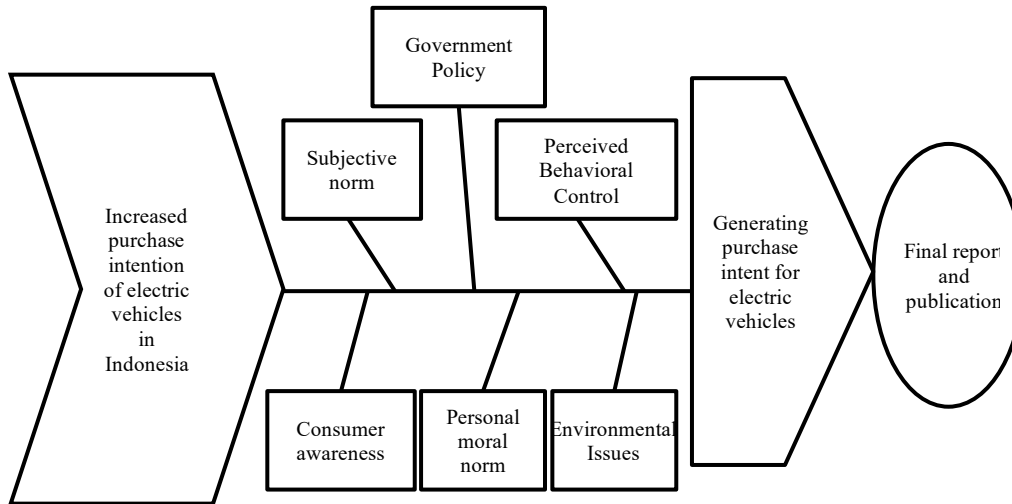 Government
Policy
Subjective
norm
Perceived
Behavioral
Control
Increased
purchase
intention
of electric
vehicles
in
Indonesia
Generating
purchase
intent for
electric
vehicles
Final report
and
publication
Consumer
awareness
Personal
moral
norm
Environmental
Issues